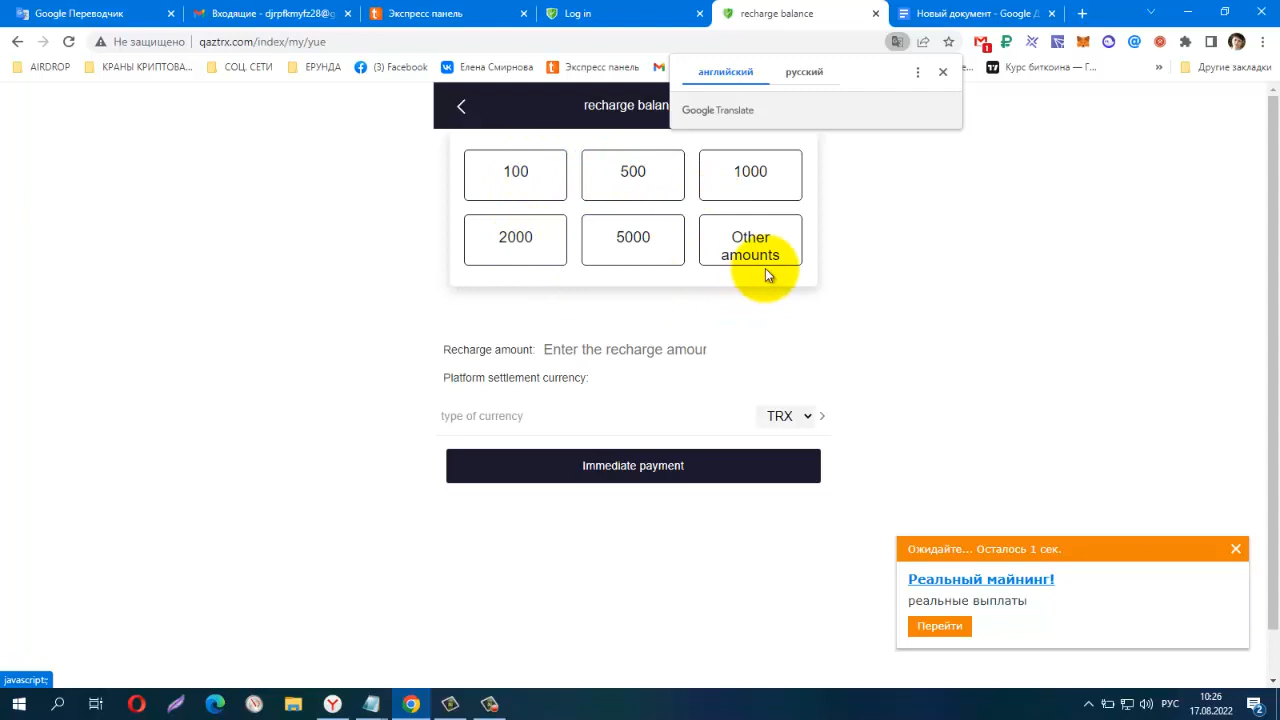 Google Переводчик
Входящие - djrpfkmyfz28@g
Экспресс панель
Log in
recharge balance
Новый документ - Google Д
Не защищено
qaztrx.com/index/my/yue
AIRDROP
КРАНЫ КРИПТОВА...
СОЦ. СЕТИ
ЕРУНДА
(3) Facebook
Елена Смирнова
Экспресс панель
Курс биткоина — Г...
»
Другие закладки
английский
русский
Google Translate
recharge balan
100
500
1000
2000
5000
Other
amounts
Recharge amount:
Enter the recharge amour
Platform settlement currency:
type of currency
TRX
Immediate payment
Ожидайте... Осталось 1 сек.
Реальный майнинг!
реальные выплаты
Перейти
javascript:;
РУС
10:26
17.08.2022
2